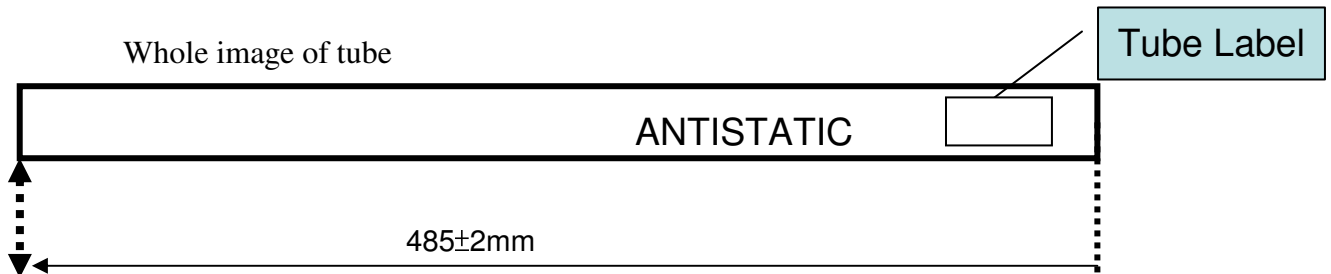 Tube Label
Whole image of tube
ANTISTATIC
485±2mm